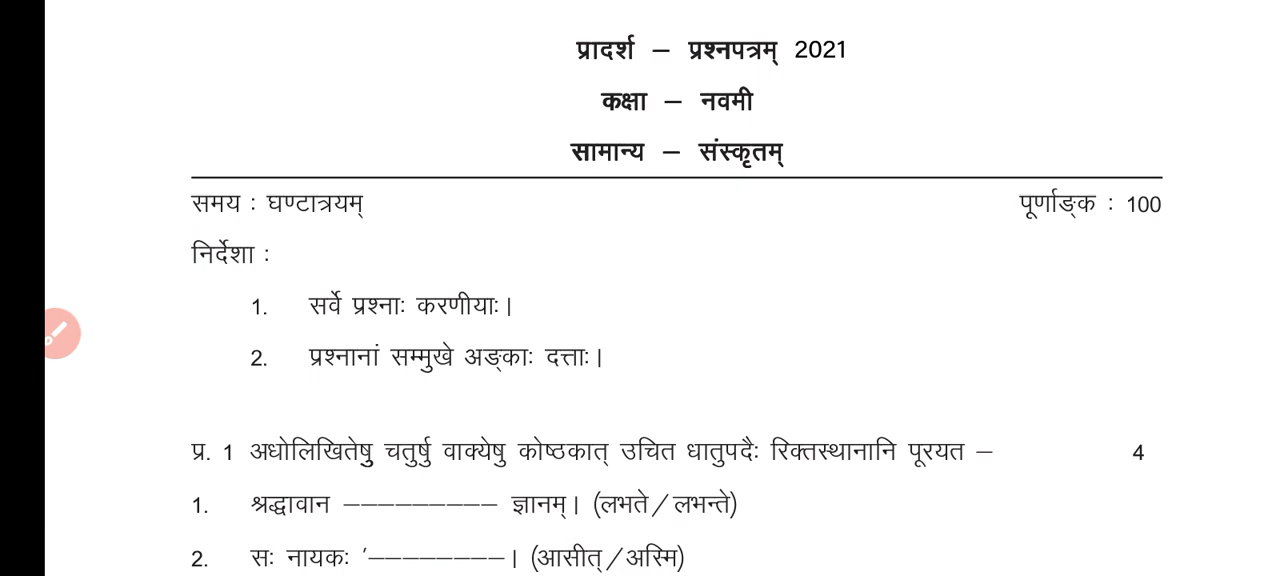 प्रादर्श – प्रश्नपत्रम् 2021
कक्षा – नवमी
सामान्य – संस्कृतम्
समय : घण्टात्रयम् पूर्णाङ्क : 100
निर्देशा :
1. सर्वे प्रश्नाः करणीयाः।
2. प्रश्नानां सम्मुखे अङ्काः दत्ताः।
प्र. 1 अधोलिखितेषु चतुर्षु वाक्येषु कोष्ठकात् उचित धातुपदैः रिक्तस्थानानि पूरयत – 4
1. श्रद्धावान ––––––––– ज्ञानम्। (लभते/लभन्ते)
2. सः नायकः '––––––––। (आसीत्/अस्मि)